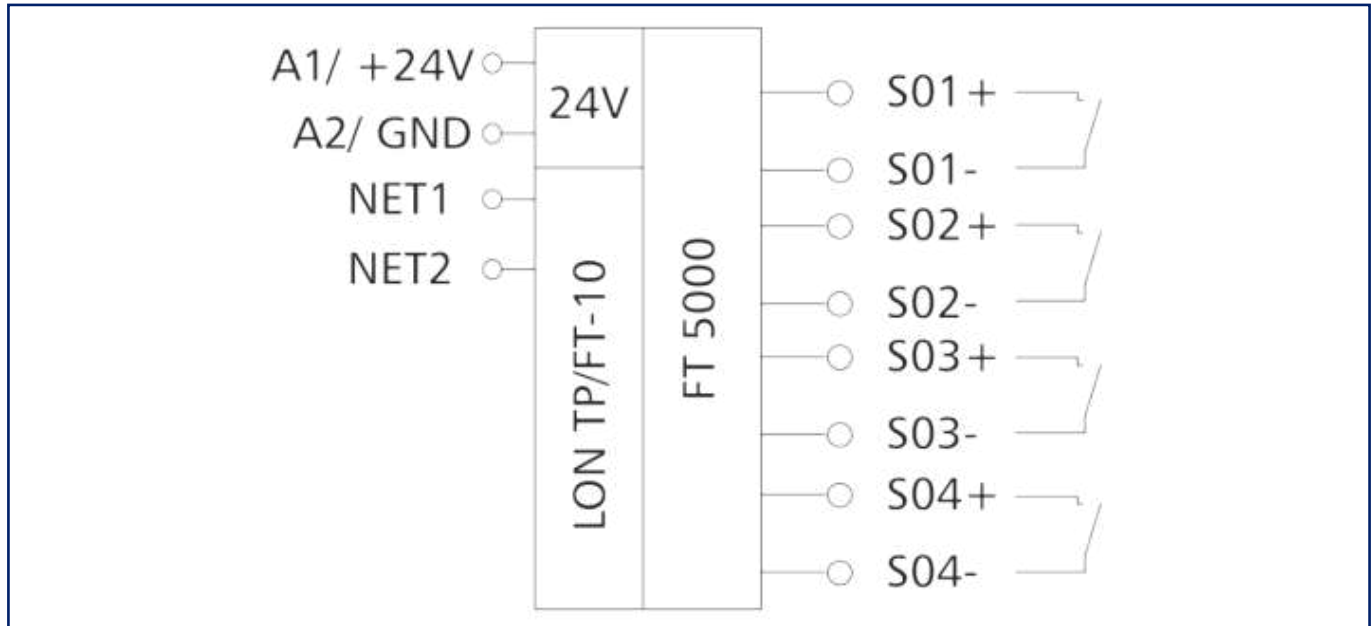 A1/ +24V
A2/ GND
NET1
NET2
24V
LON TP/FT-10
FT 5000
S01+
S01-
S02+
S02-
S03+
S03-
S04+
S04-